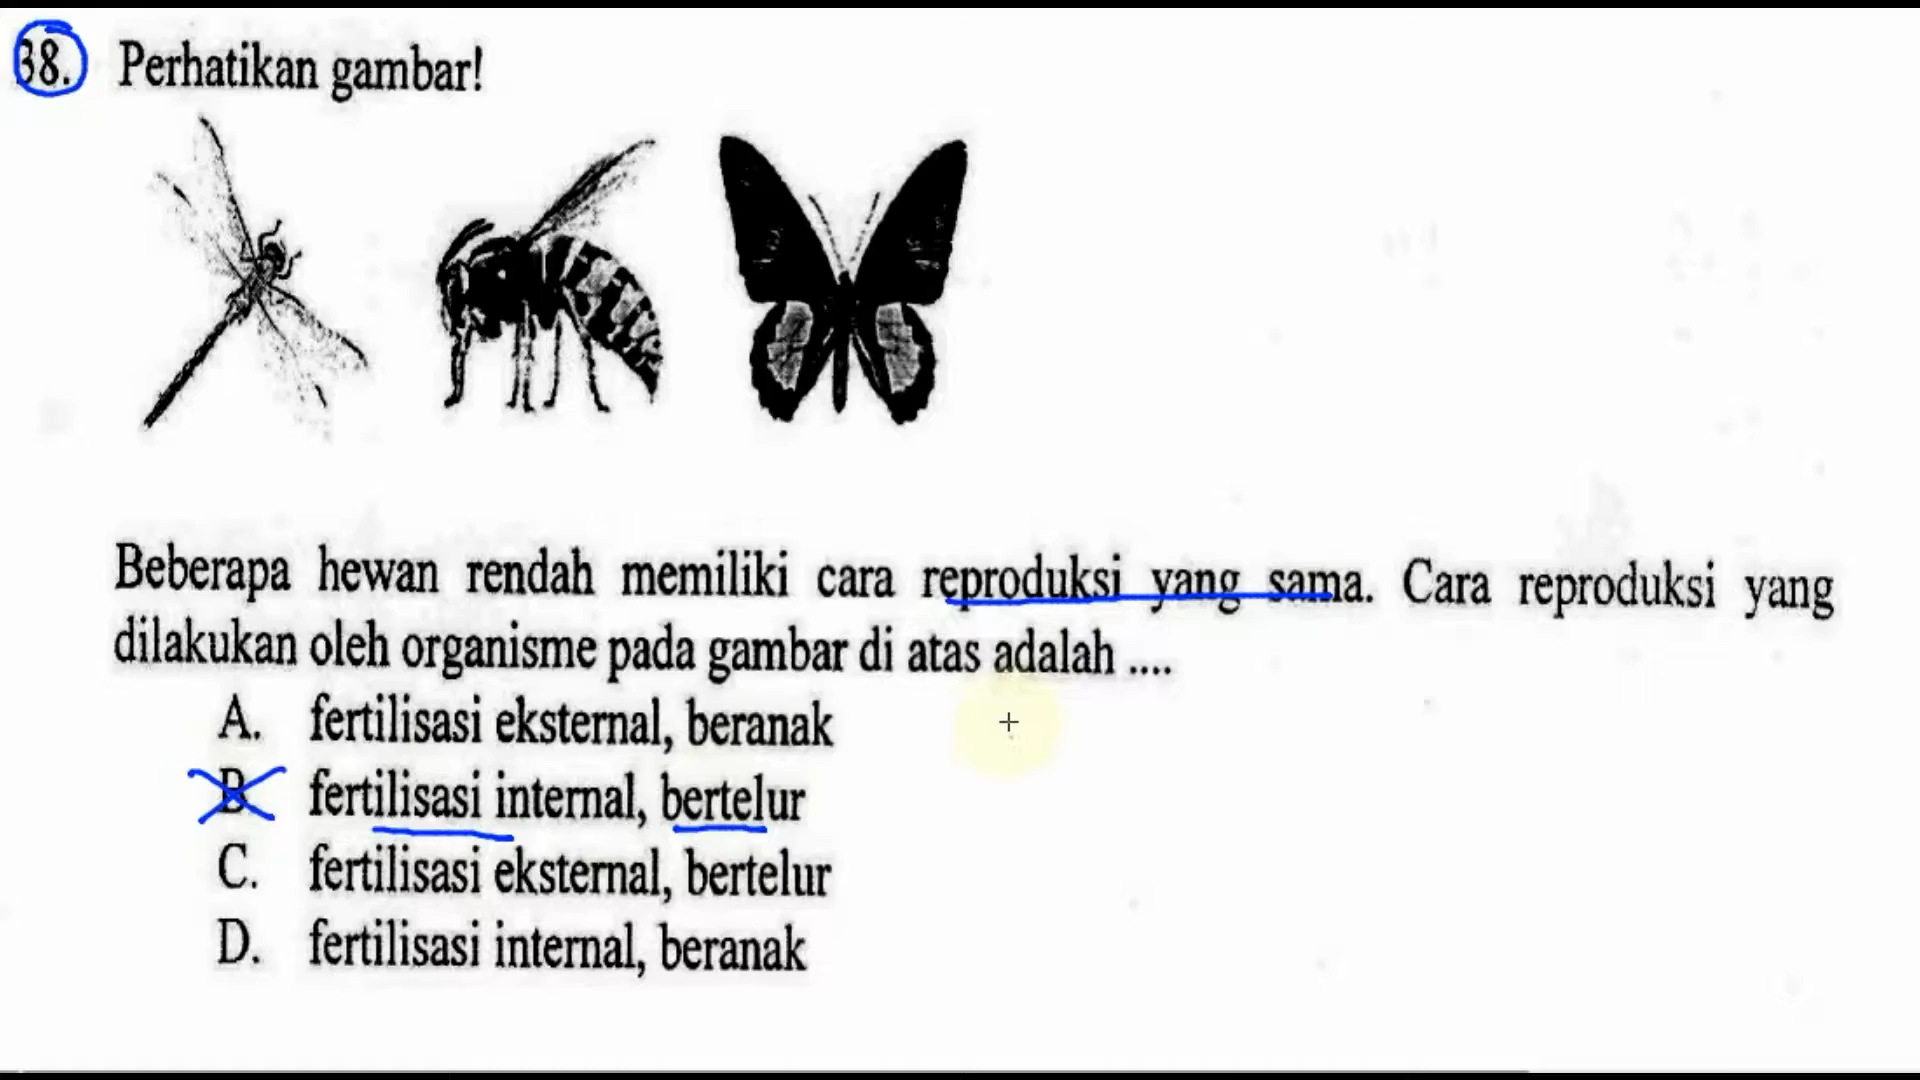 38. Perhatikan gambar!
Beberapa hewan rendah memiliki cara reproduksi yang sama. Cara reproduksi yang
dilakukan oleh organisme pada gambar di atas adalah ....
A. fertilisasi eksternal, beranak
B fertilisasi internal, bertelur
C. fertilisasi eksternal, bertelur
D. fertilisasi internal, beranak